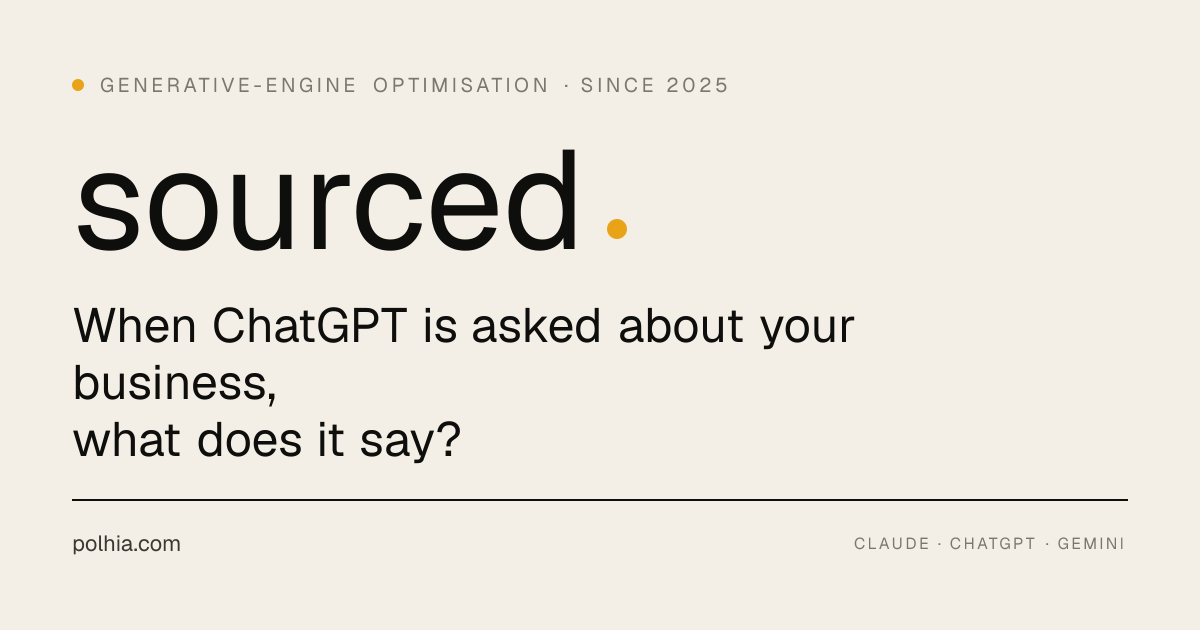 GENERATIVE-ENGINE OPTIMISATION · SINCE 2025
sourced.
When ChatGPT is asked about your
business,
what does it say?
polhia.com
CLAUDE · CHATGPT · GEMINI